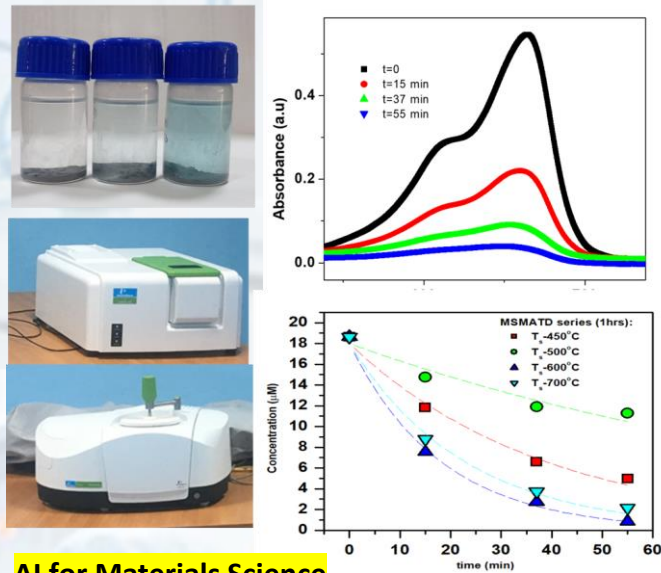 t=0
t=15 min
t=37 min
t=55 min
Absorbance (a.u)
0.4
0.2
0.0
MSMATD series (1hrs):
Tₛ-450°C
Tₛ-500°C
Tₛ-600°C
Tₛ-700°C
Concentration (μM)
20
18
16
14
12
10
8
6
4
2
0
0 10 20 30 40 50 60
time (min)
AI for Materials Science